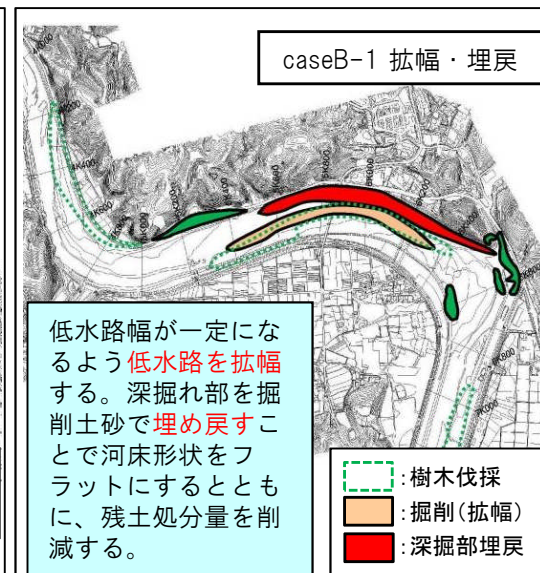 caseB-1 拡幅・埋戻
低水路幅が一定にな
るよう低水路を拡幅
する。深掘れ部を掘
削土砂で埋め戻すこ
とで河床形状をフ
ラットにするととも
に、残土処分量を削
減する。
:樹木伐採
:掘削(拡幅)
:深掘部埋戻